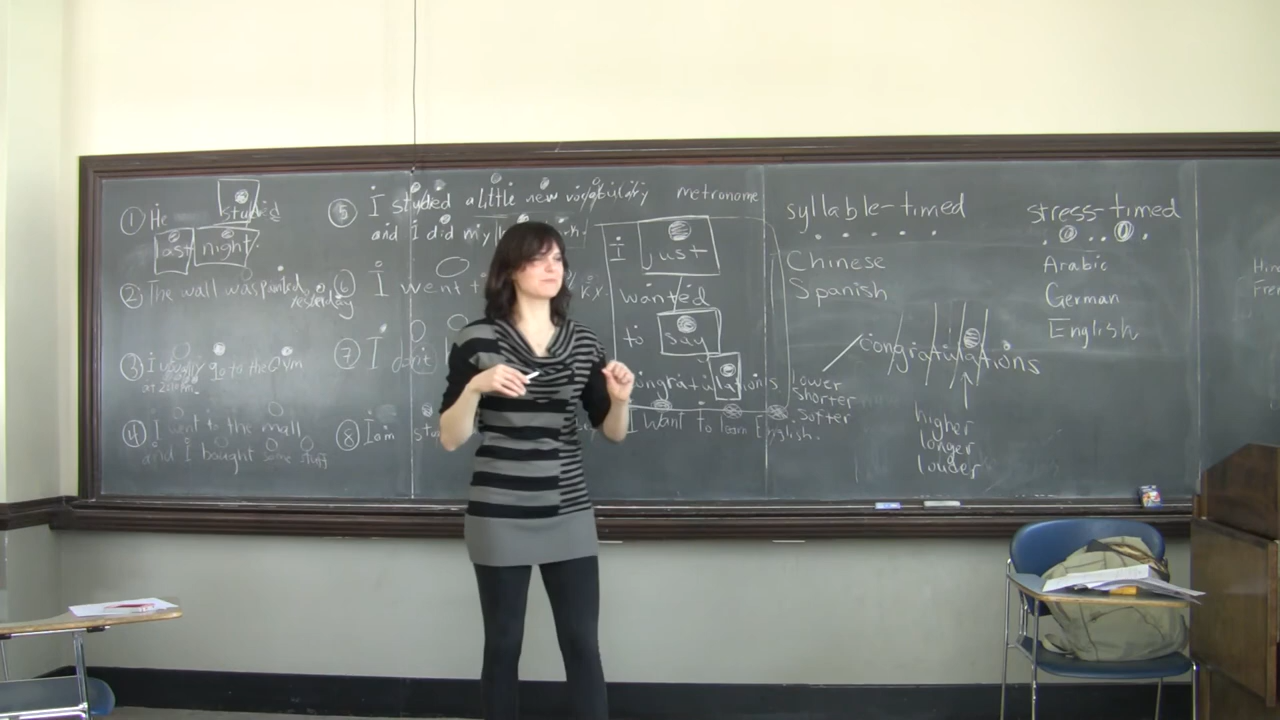 ① He studied
last night.
② The wall was painted
yesterday
③ I usually go to the Gym
at 2:00 pm.
④ I went to the mall
and I bought some stuff
⑤ I studied a little new vocabulary
and I did my
⑥ I went
⑦ I don't
⑧ I am
metronome
I just
wanted
to say
congratulations
I want to learn English.
syllable-timed
Chinese
Spanish
stress-timed
Arabic
German
English
congratulations
lower
shorter
softer
higher
longer
louder